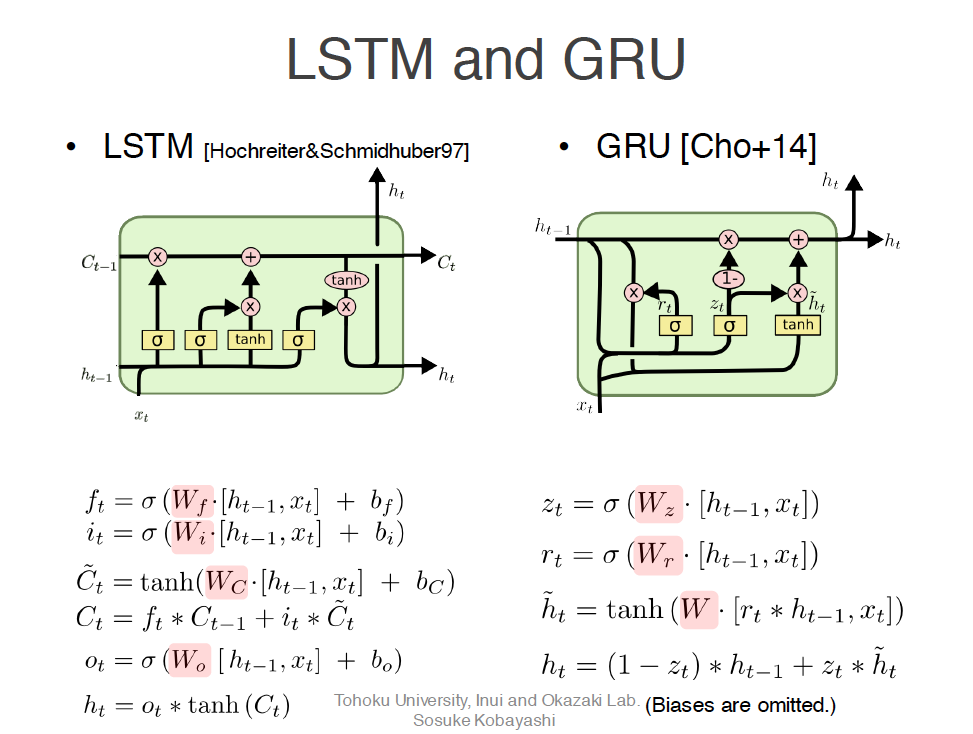 LSTM and GRU
• LSTM [Hochreiter&Schmidhuber97]
h_t
C_{t-1}
x
+
C_t
tanh
x
x
σ
σ
tanh
σ
h_{t-1}
h_t
x_t
f_t = σ (W_f · [h_{t-1}, x_t] + b_f)
i_t = σ (W_i · [h_{t-1}, x_t] + b_i)
C̃_t = tanh(W_C · [h_{t-1}, x_t] + b_C)
C_t = f_t * C_{t-1} + i_t * C̃_t
o_t = σ (W_o [h_{t-1}, x_t] + b_o)
h_t = o_t * tanh (C_t)
• GRU [Cho+14]
h_t
h_{t-1}
x
+
h_t
1-
x
r_t
z_t
x
h̃_t
σ
σ
tanh
x_t
z_t = σ (W_z · [h_{t-1}, x_t])
r_t = σ (W_r · [h_{t-1}, x_t])
h̃_t = tanh (W · [r_t * h_{t-1}, x_t])
h_t = (1 − z_t) * h_{t-1} + z_t * h̃_t
(Biases are omitted.)
Tohoku University, Inui and Okazaki Lab.
Sosuke Kobayashi